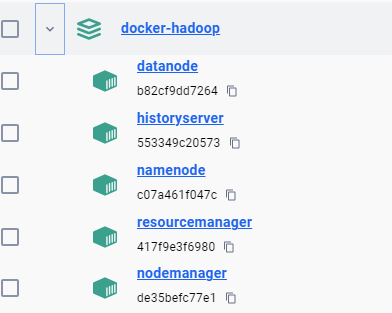 docker-hadoop
datanode
b82cf9dd7264
historyserver
553349c20573
namenode
c07a461f047c
resourcemanager
417f9e3f6980
nodemanager
de35befc77e1